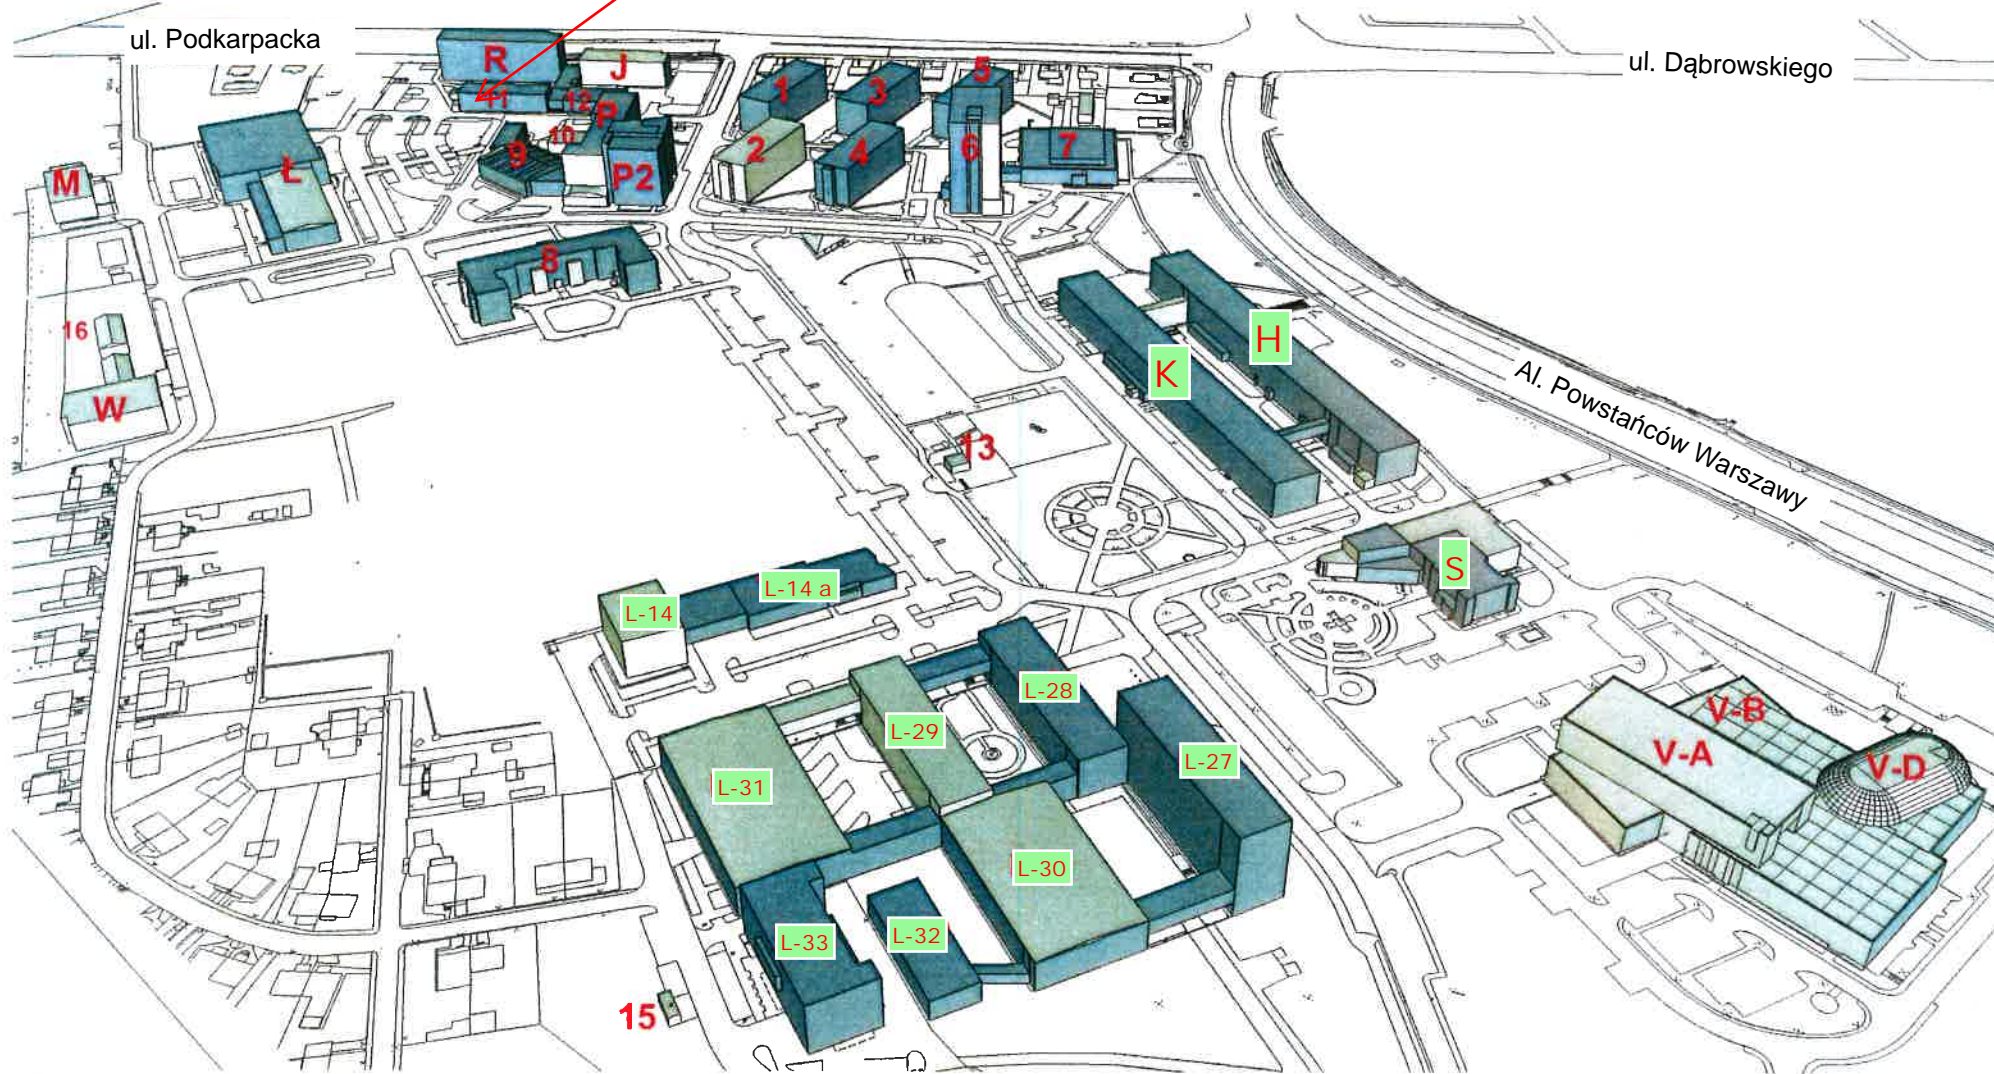 ul. Podkarpacka
ul. Dąbrowskiego
R
J
11
12
P
1
3
5
2
4
6
7
10
9
P2
M
Ł
8
16
W
H
K
Al. Powstańców Warszawy
13
S
L-14
L-14 a
L-28
L-29
L-27
L-31
L-30
V-B
V-A
V-D
L-33
L-32
15